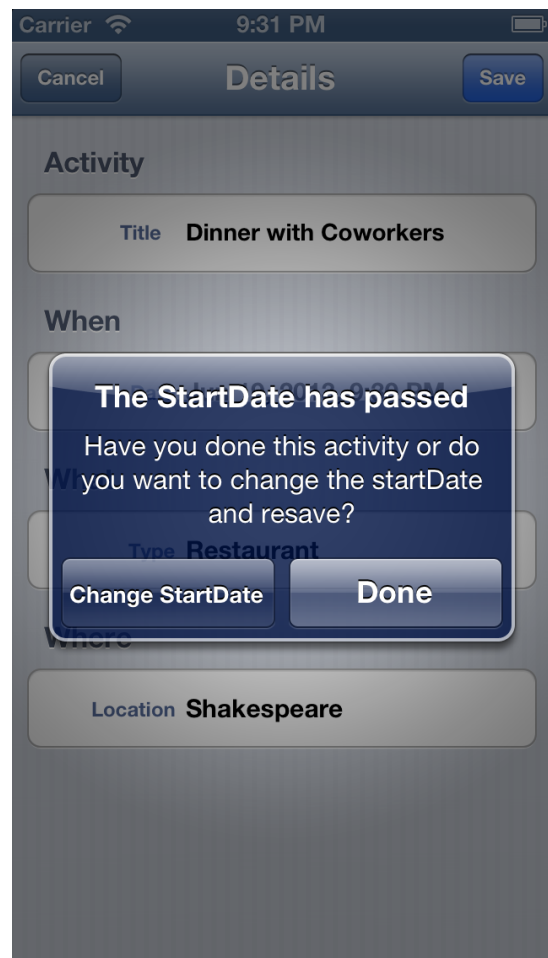 Carrier 9:31 PM
Cancel Details Save
Activity
Title Dinner with Coworkers
When
The StartDate has passed
Have you done this activity or do
you want to change the startDate
and resave?
Type Restaurant
Change StartDate Done
Where
Location Shakespeare